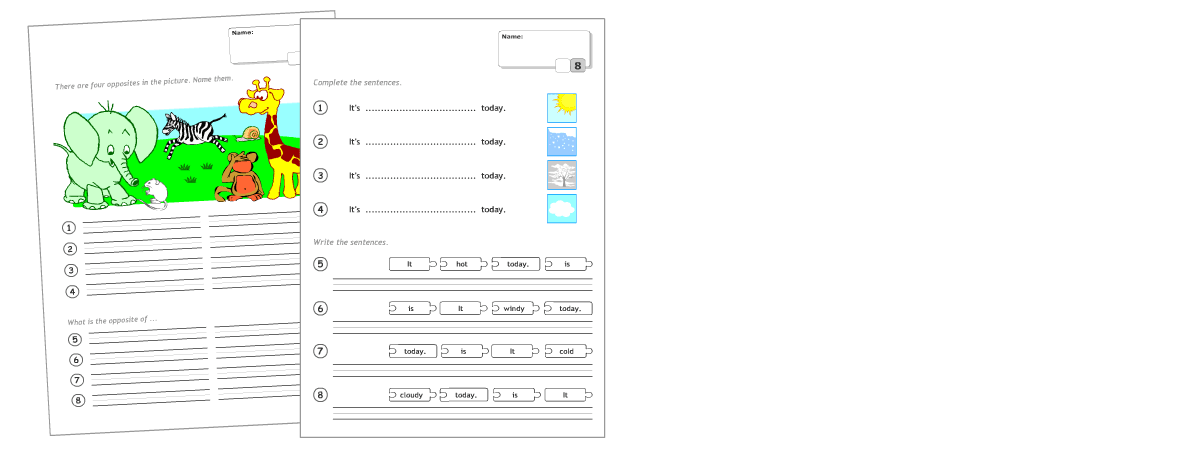 Name:
There are four opposites in the picture. Name them.
1
2
3
4
What is the opposite of ...
5
6
7
8
Name:
8
Complete the sentences.
1 It's .................................. today.
2 It's .................................. today.
3 It's .................................. today.
4 It's .................................. today.
Write the sentences.
5 It hot today. is
6 is It windy today.
7 today. is It cold
8 cloudy today. is It